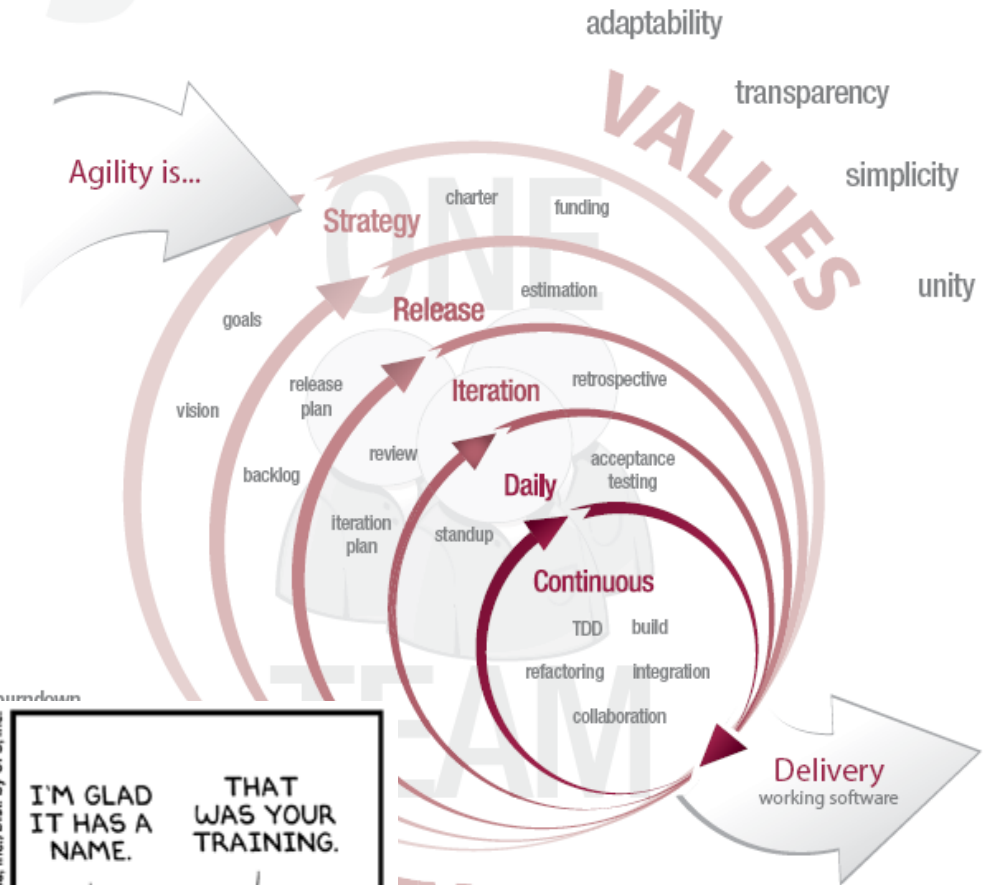 adaptability
transparency
VALUES
simplicity
unity
Agility is...
ONE
Strategy
charter
funding
Release
estimation
goals
Iteration
retrospective
release
plan
vision
review
backlog
Daily
acceptance
testing
iteration
plan
standup
Continuous
TDD
build
refactoring
integration
collaboration
TEAM
Delivery
working software
I'M GLAD
IT HAS A
NAME.
THAT
WAS YOUR
TRAINING.